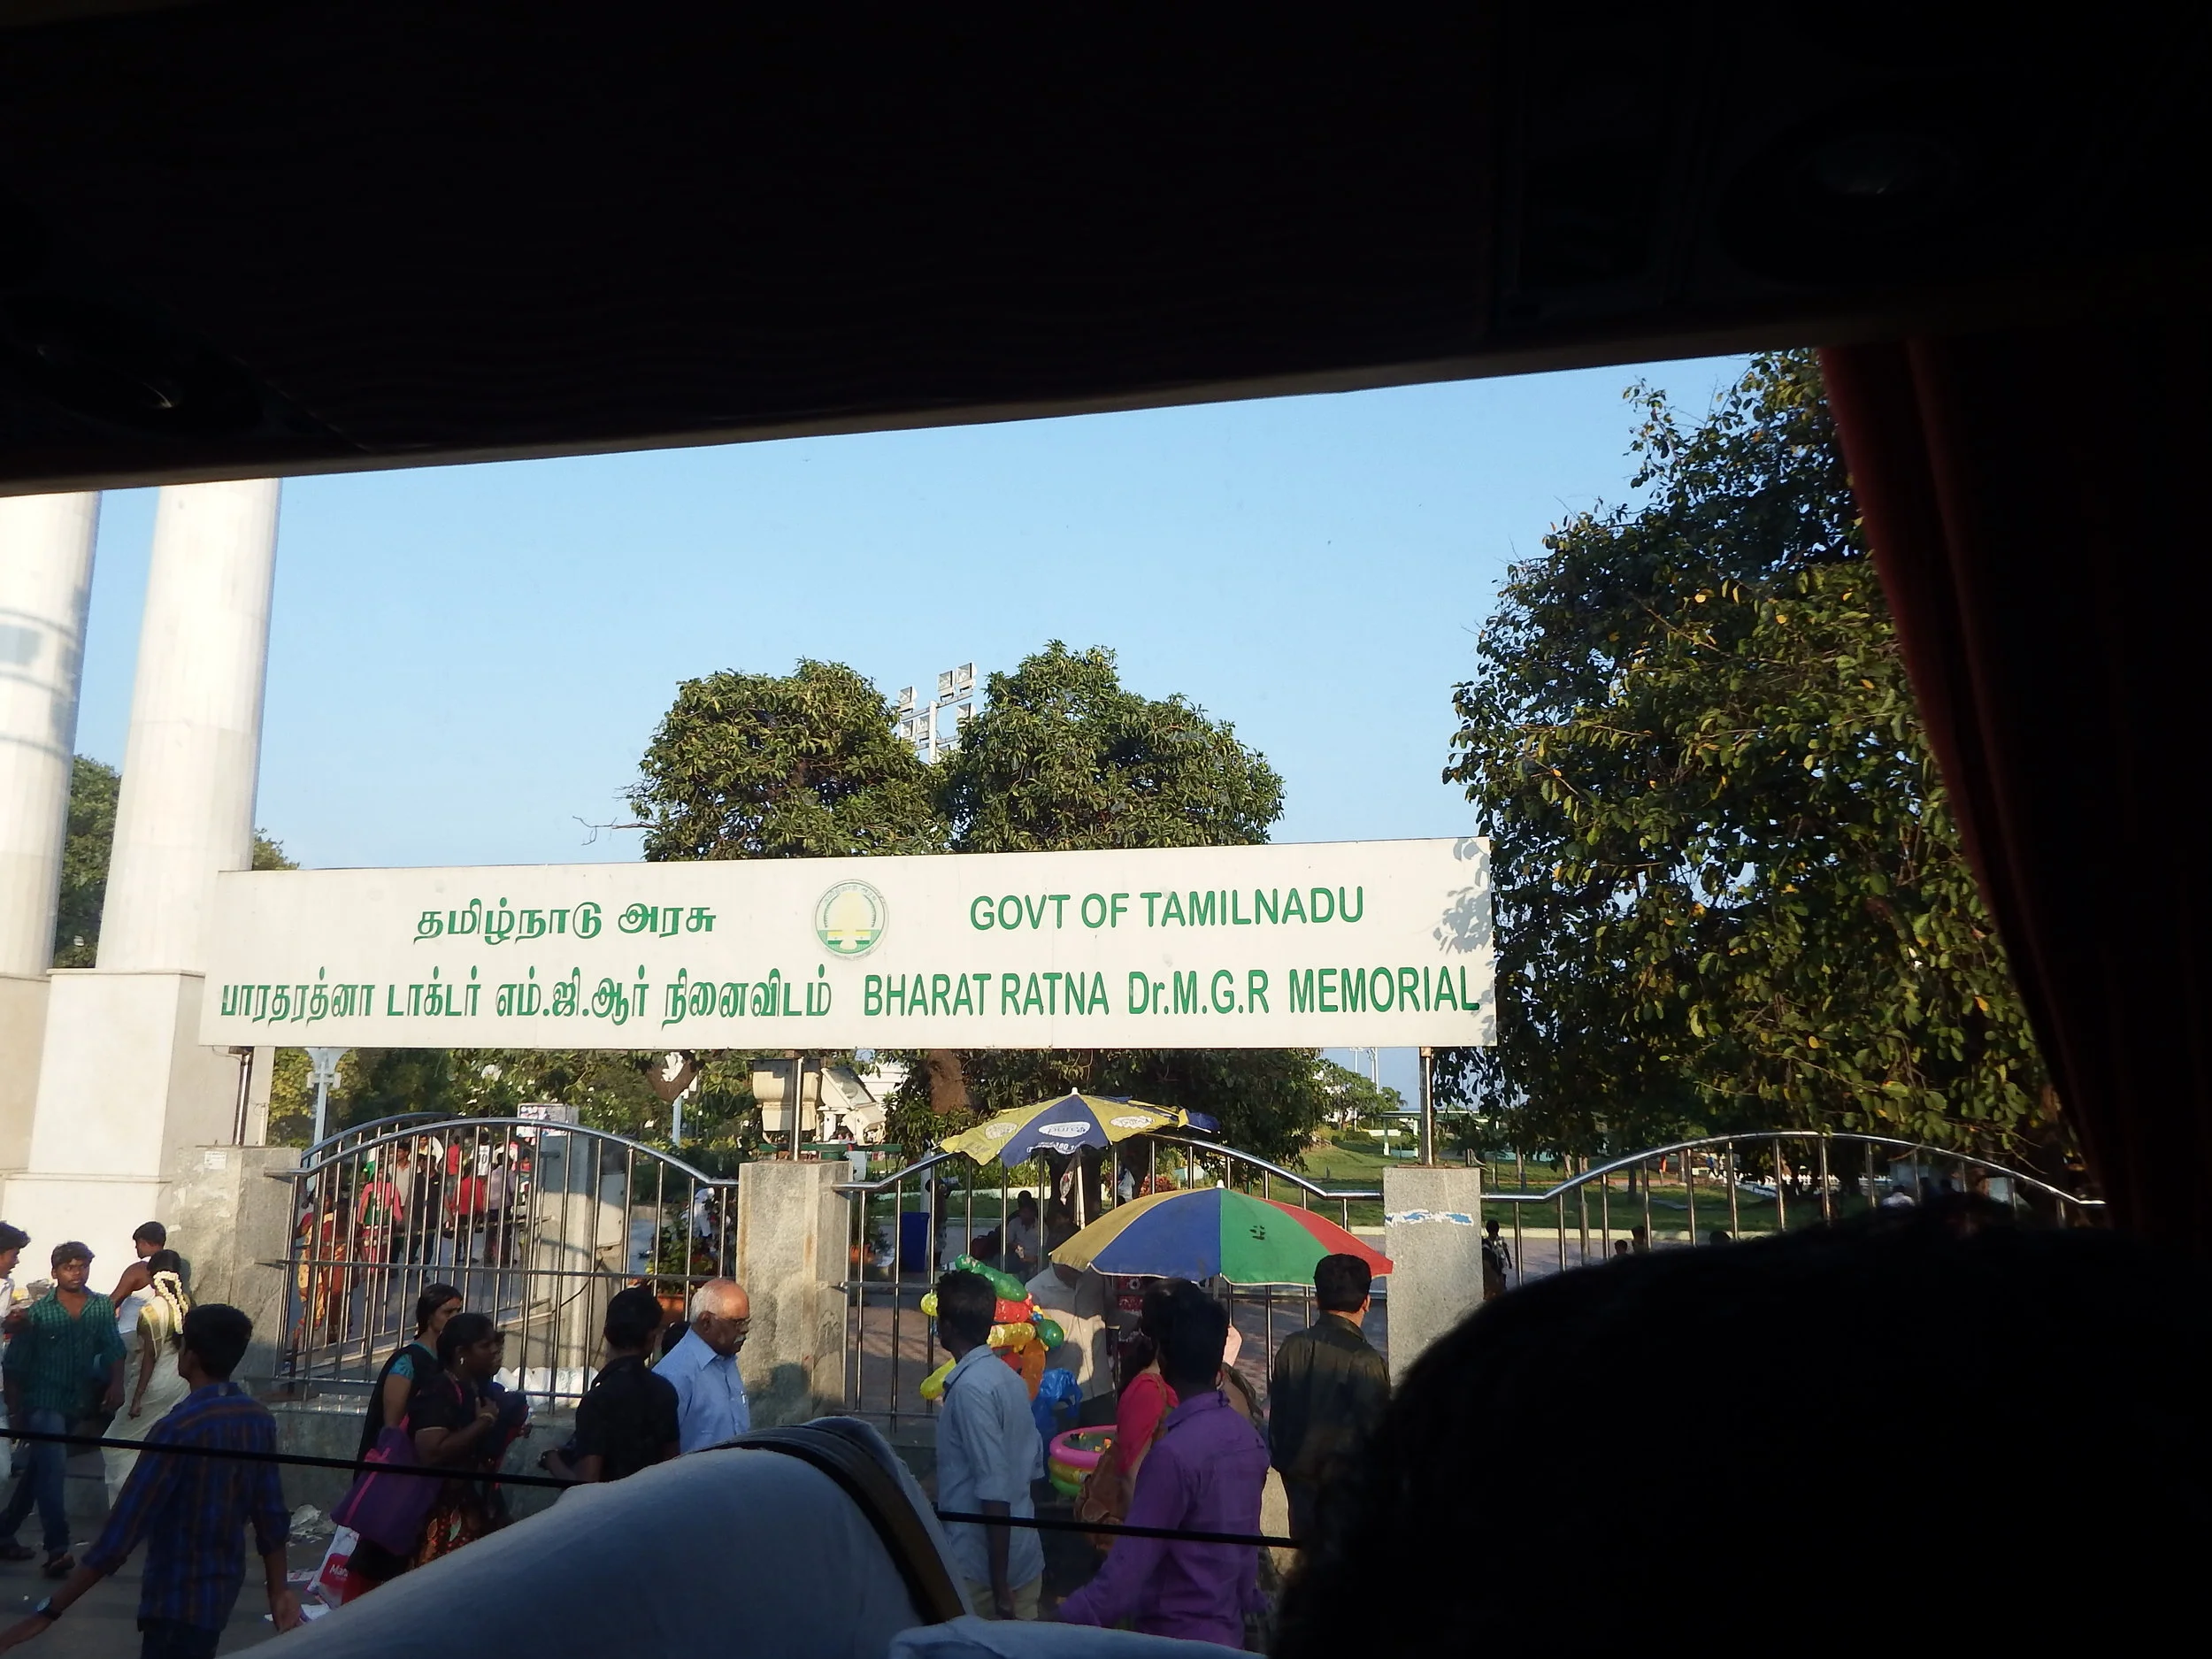 தமிழ்நாடு அரசு
GOVT OF TAMILNADU
பாரதரத்னா டாக்டர் எம்.ஜி.ஆர் நினைவிடம்
BHARAT RATNA Dr.M.G.R MEMORIAL